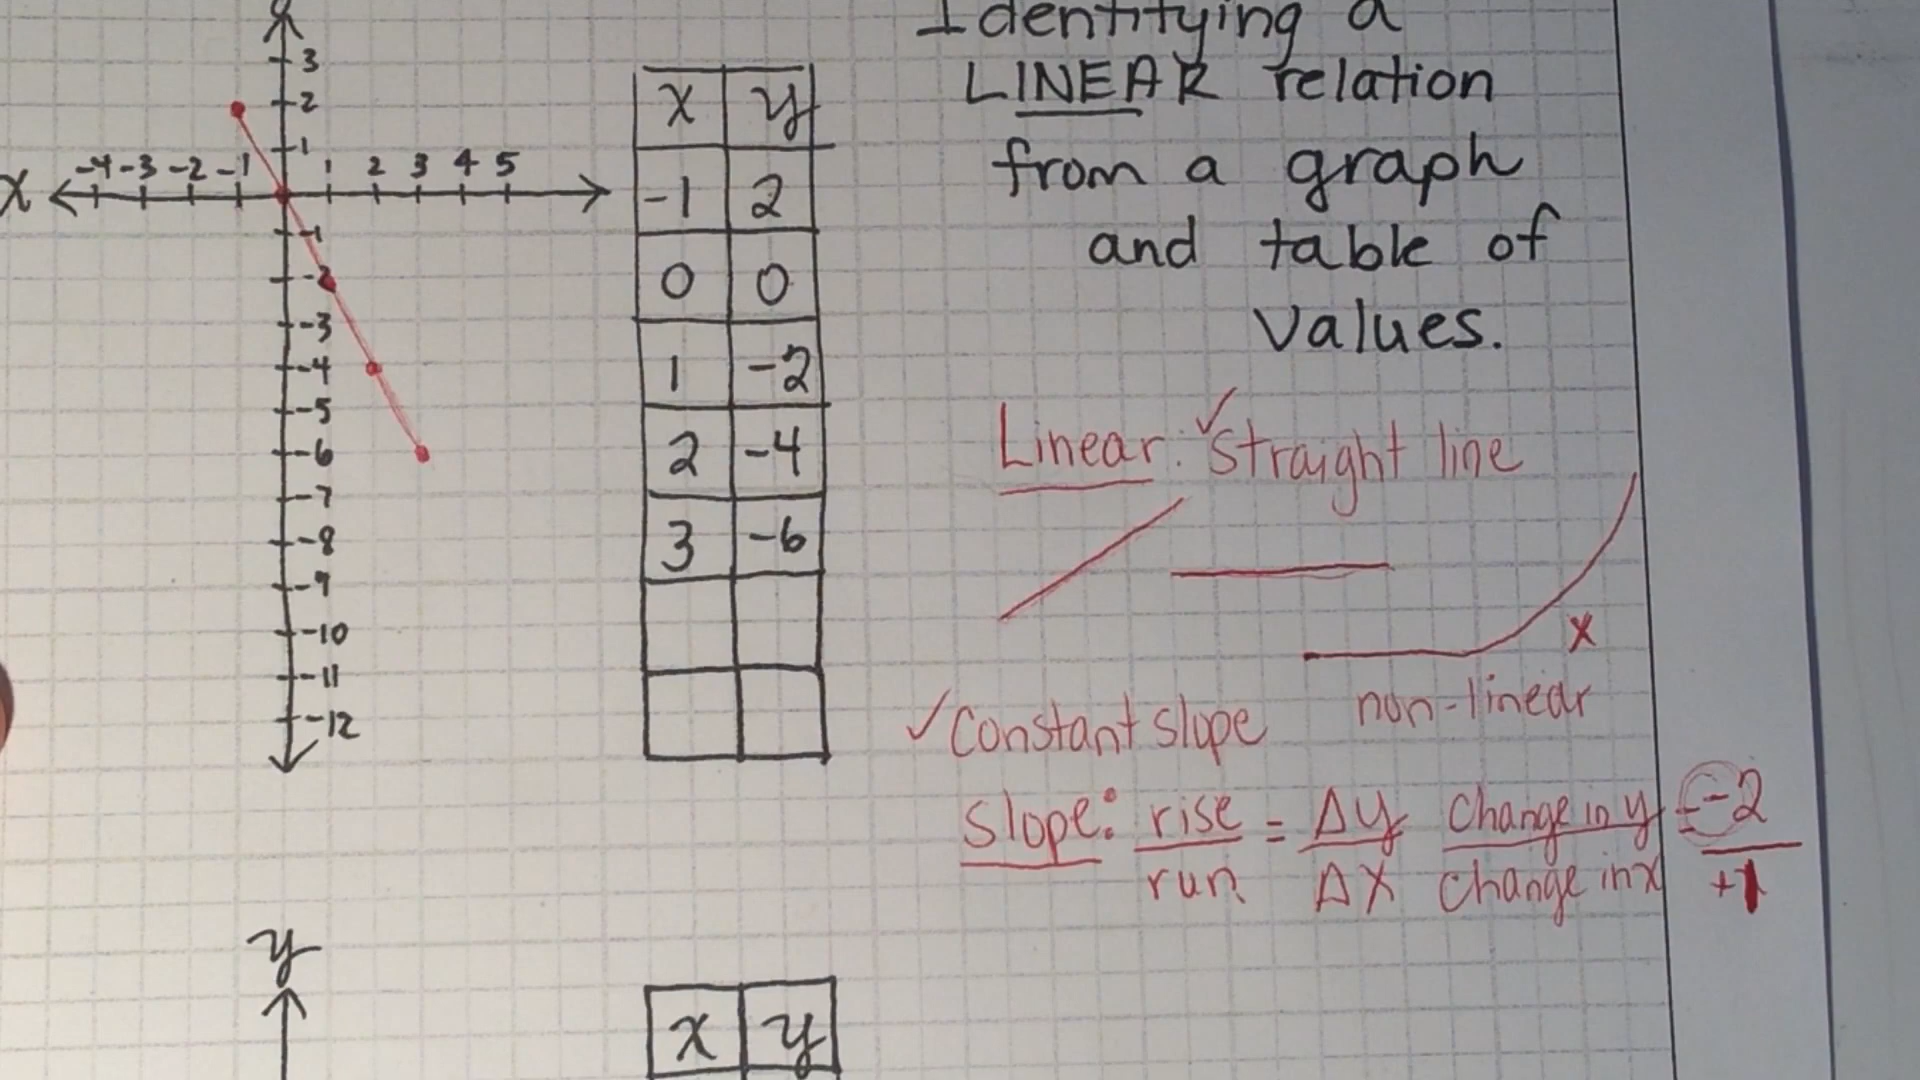 3
2
1
-4 -3 -2 -1 1 2 3 4 5
x
-1
-2
-3
-4
-5
-6
-7
-8
-9
-10
-11
-12
x y
-1 2
0 0
1 -2
2 -4
3 -6
Identifying a
LINEAR relation
from a graph
and table of
values.
Linear: ✓straight line
x
non-linear
✓Constant slope
slope: rise = Δy change in y = -2
run Δx change in x +1
y
x y